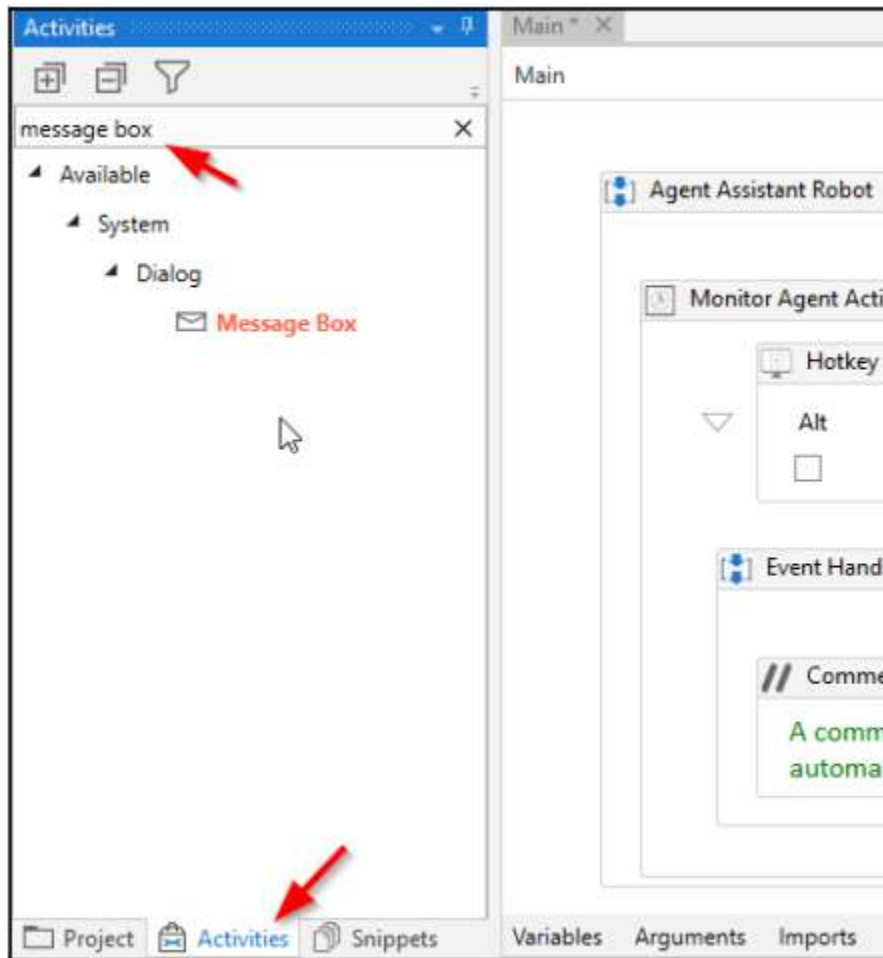 Activities
Main*
Main
message box
Available
System
Dialog
Message Box
Agent Assistant Robot
Monitor Agent Acti
Hotkey
Alt
Event Hand
Comme
A comm
automa
Project
Activities
Snippets
Variables
Arguments
Imports